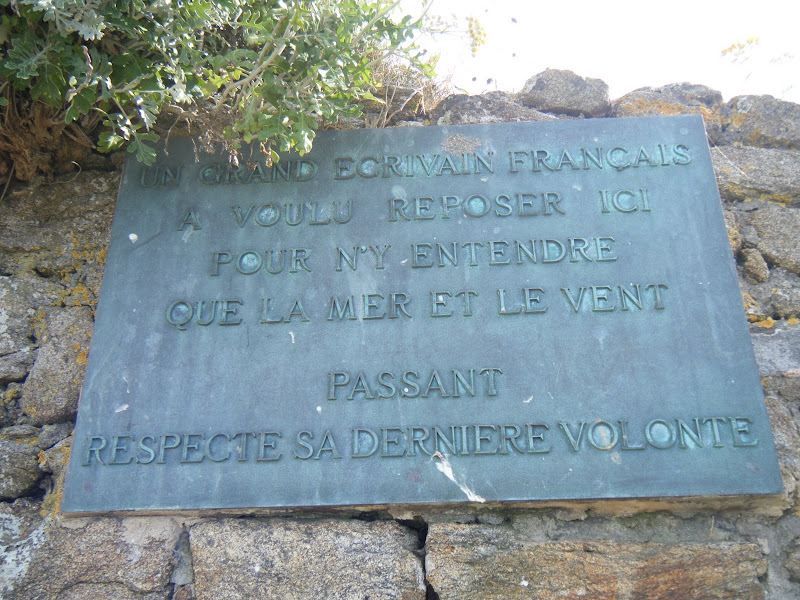 UN GRAND ECRIVAIN FRANÇAIS
A VOULU REPOSER ICI
POUR N'Y ENTENDRE
QUE LA MER ET LE VENT
PASSANT
RESPECTE SA DERNIERE VOLONTE